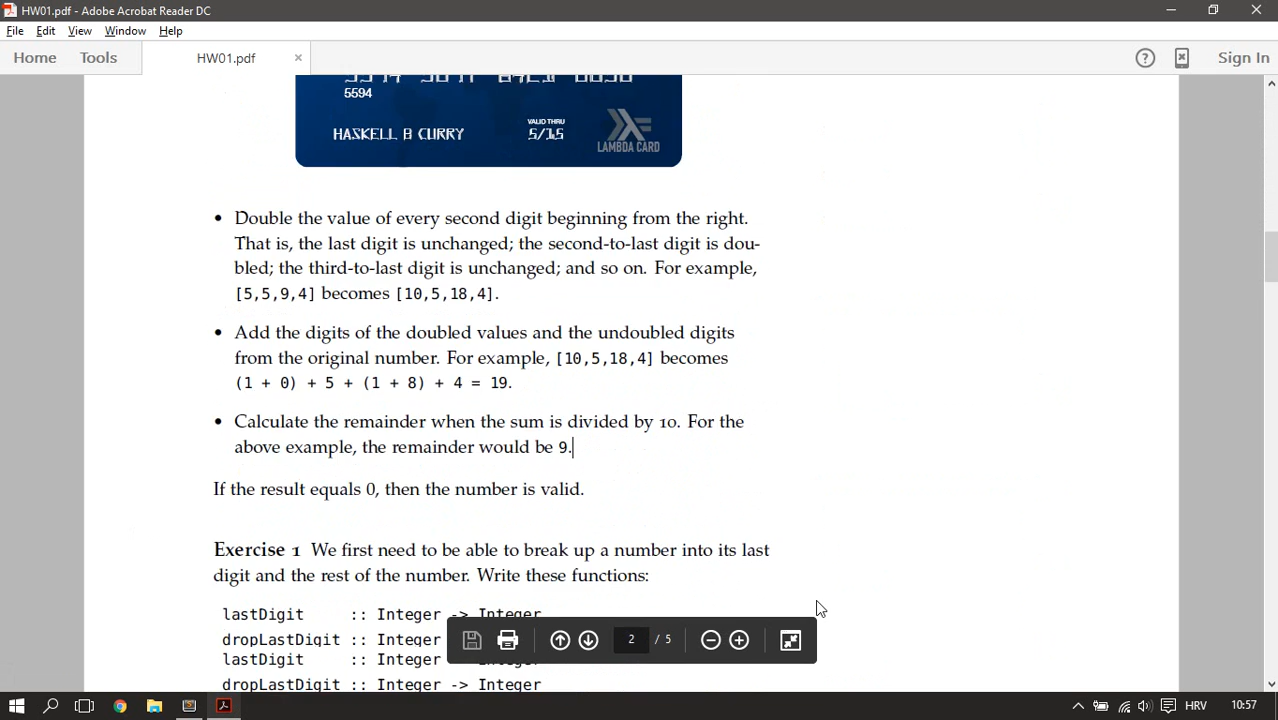 HW01.pdf - Adobe Acrobat Reader DC
File Edit View Window Help
Home Tools HW01.pdf × Sign In
5594
HASKELL B CURRY VALID THRU 5/15
LAMBDA CARD
• Double the value of every second digit beginning from the right.
That is, the last digit is unchanged; the second-to-last digit is dou-
bled; the third-to-last digit is unchanged; and so on. For example,
[5,5,9,4] becomes [10,5,18,4].
• Add the digits of the doubled values and the undoubled digits
from the original number. For example, [10,5,18,4] becomes
(1 + 0) + 5 + (1 + 8) + 4 = 19.
• Calculate the remainder when the sum is divided by 10. For the
above example, the remainder would be 9.
If the result equals 0, then the number is valid.
Exercise 1 We first need to be able to break up a number into its last
digit and the rest of the number. Write these functions:
lastDigit :: Integer -> Integer
dropLastDigit :: Integer
2 / 5
lastDigit :: Integer
dropLastDigit :: Integer -> Integer
HRV 10:57